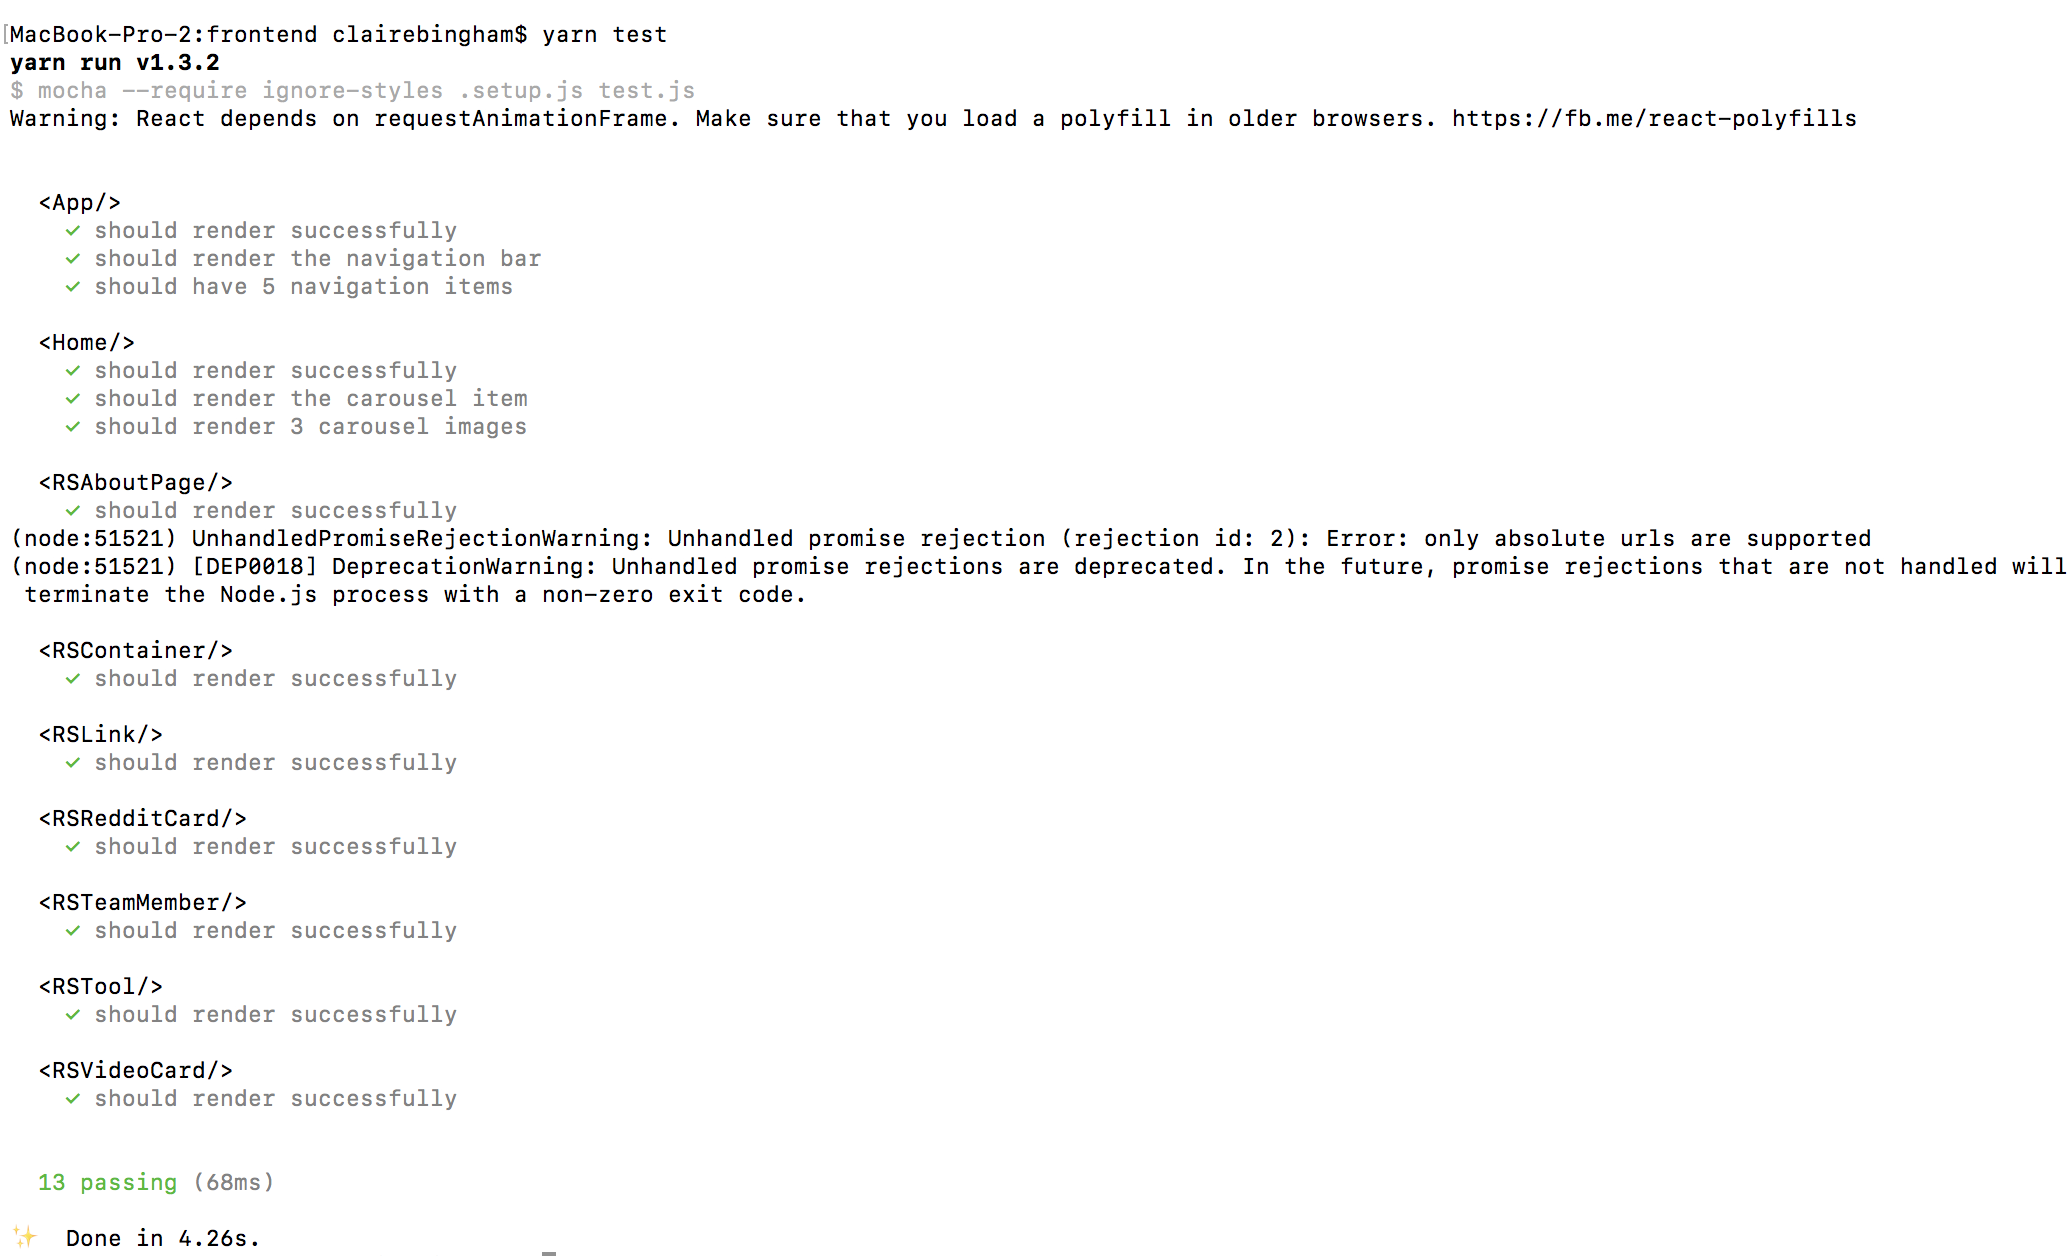 [MacBook-Pro-2:frontend clairebingham$ yarn test
yarn run v1.3.2
$ mocha --require ignore-styles .setup.js test.js
Warning: React depends on requestAnimationFrame. Make sure that you load a polyfill in older browsers. https://fb.me/react-polyfills
<App/>
✓ should render successfully
✓ should render the navigation bar
✓ should have 5 navigation items
<Home/>
✓ should render successfully
✓ should render the carousel item
✓ should render 3 carousel images
<RSAboutPage/>
✓ should render successfully
(node:51521) UnhandledPromiseRejectionWarning: Unhandled promise rejection (rejection id: 2): Error: only absolute urls are supported
(node:51521) [DEP0018] DeprecationWarning: Unhandled promise rejections are deprecated. In the future, promise rejections that are not handled will
terminate the Node.js process with a non-zero exit code.
<RSContainer/>
✓ should render successfully
<RSLink/>
✓ should render successfully
<RSRedditCard/>
✓ should render successfully
<RSTeamMember/>
✓ should render successfully
<RSTool/>
✓ should render successfully
<RSVideoCard/>
✓ should render successfully
13 passing (68ms)
✨ Done in 4.26s.